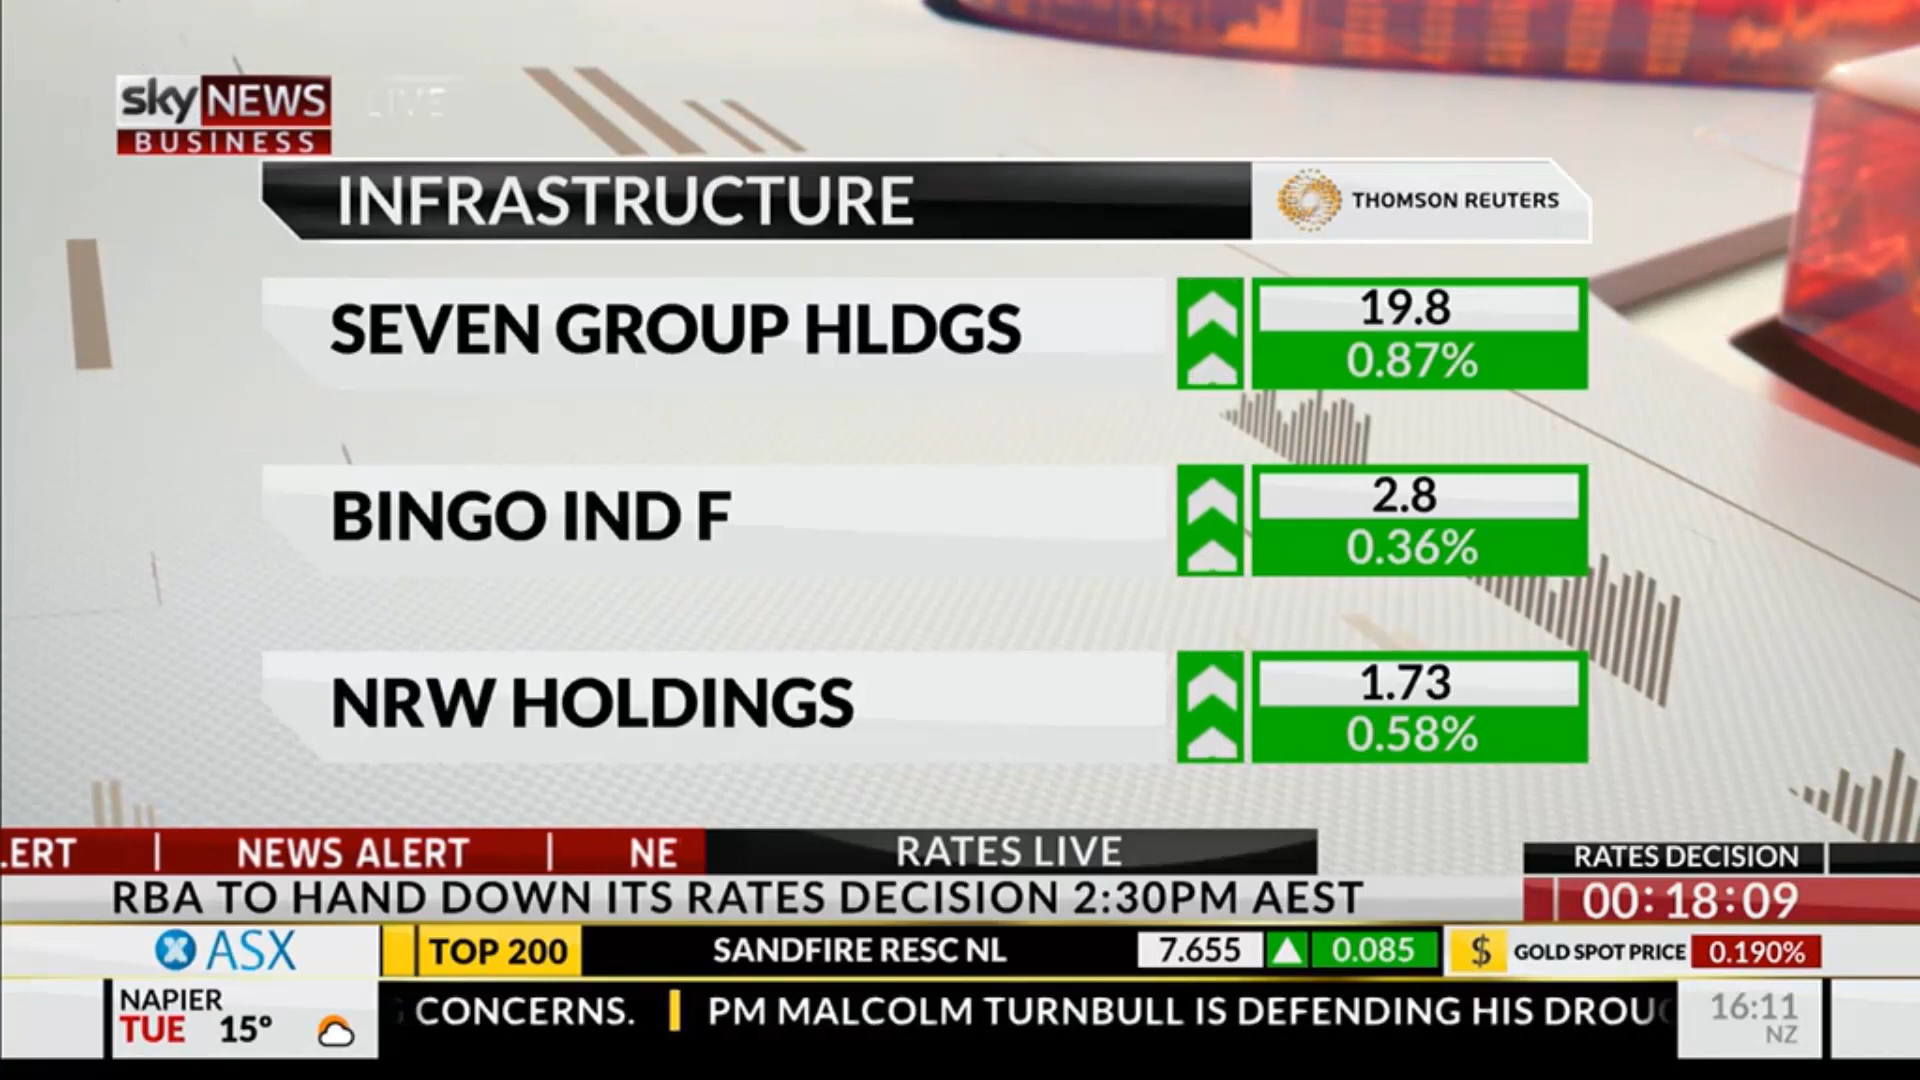 sky NEWS
BUSINESS
LIVE
INFRASTRUCTURE
THOMSON REUTERS
SEVEN GROUP HLDGS
19.8
0.87%
BINGO IND F
2.8
0.36%
NRW HOLDINGS
1.73
0.58%
.ERT | NEWS ALERT | NE
RATES LIVE
RATES DECISION
RBA TO HAND DOWN ITS RATES DECISION 2:30PM AEST
00:18:09
ASX
TOP 200
SANDFIRE RESC NL
7.655
0.085
$ GOLD SPOT PRICE
0.190%
NAPIER
TUE 15°
CONCERNS. | PM MALCOLM TURNBULL IS DEFENDING HIS DROU
16:11
NZ